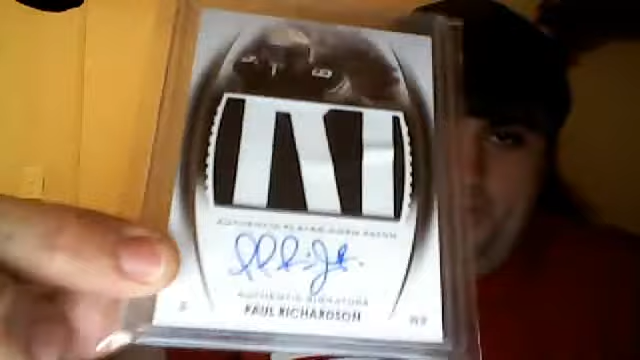 AUTHENTIC PLAYER-WORN PATCH
AUTHENTIC SIGNATURE
PAUL RICHARDSON
WR